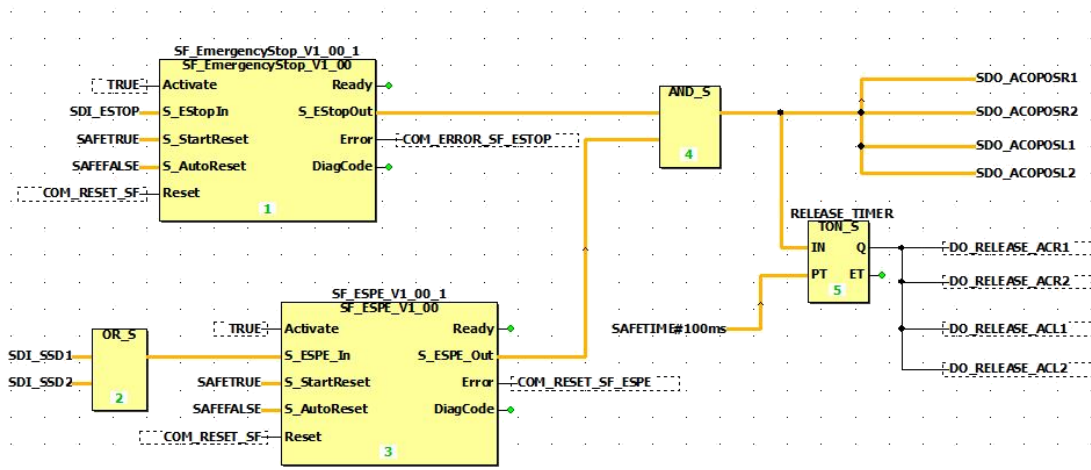 SF_EmergencyStop_V1_00_1
SF_EmergencyStop_V1_00
TRUE Activate Ready
SDI_ESTOP S_EStopIn S_EStopOut
SAFETRUE S_StartReset Error COM_ERROR_SF_ESTOP
SAFEFALSE S_AutoReset DiagCode
COM_RESET_SF Reset
1
AND_S
4
SDO_ACOPOSR1
SDO_ACOPOSR2
SDO_ACOPOSL1
SDO_ACOPOSL2
RELEASE_TIMER
TON_S
IN Q DO_RELEASE_ACR1
PT ET DO_RELEASE_ACR2
5
SAFETIME#100ms
DO_RELEASE_ACL1
DO_RELEASE_ACL2
OR_S
SDI_SSD1
SDI_SSD2
2
SF_ESPE_V1_00_1
SF_ESPE_V1_00
TRUE Activate Ready
S_ESPE_In S_ESPE_Out
SAFETRUE S_StartReset Error COM_RESET_SF_ESPE
SAFEFALSE S_AutoReset DiagCode
COM_RESET_SF Reset
3